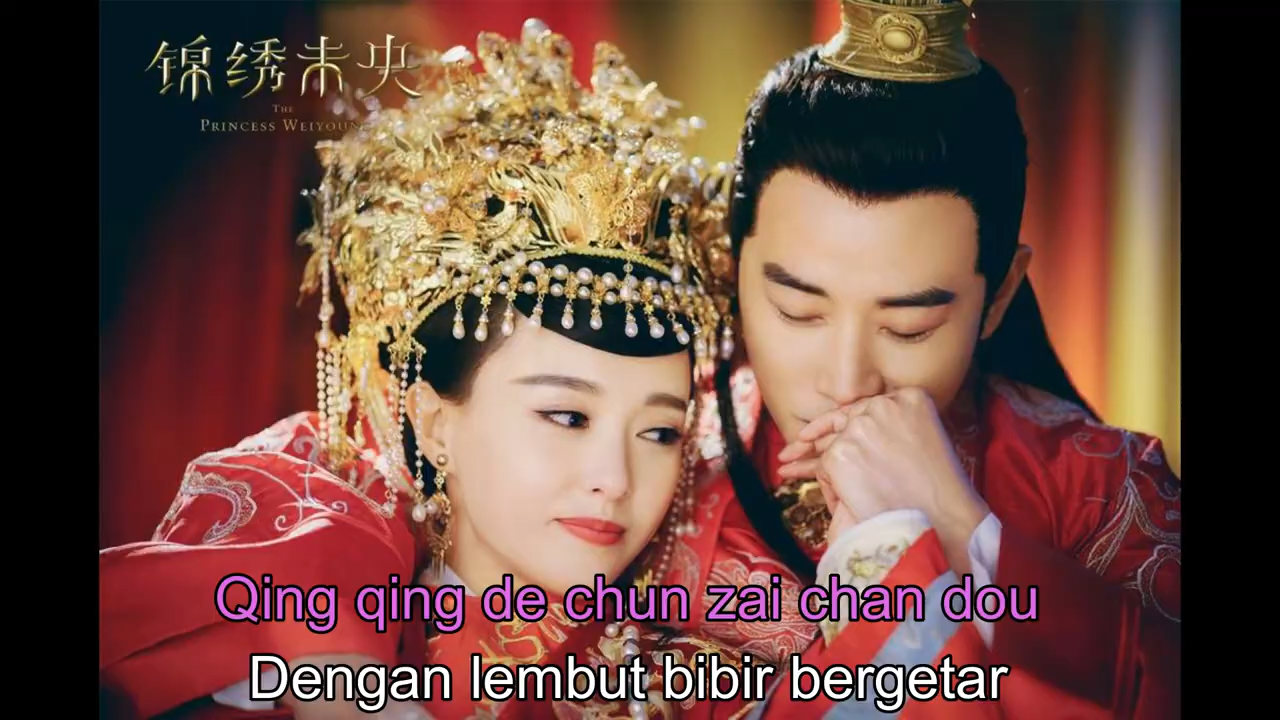 锦绣未央
THE
PRINCESS WEIYOUNG
Qing qing de chun zai chan dou
Dengan lembut bibir bergetar